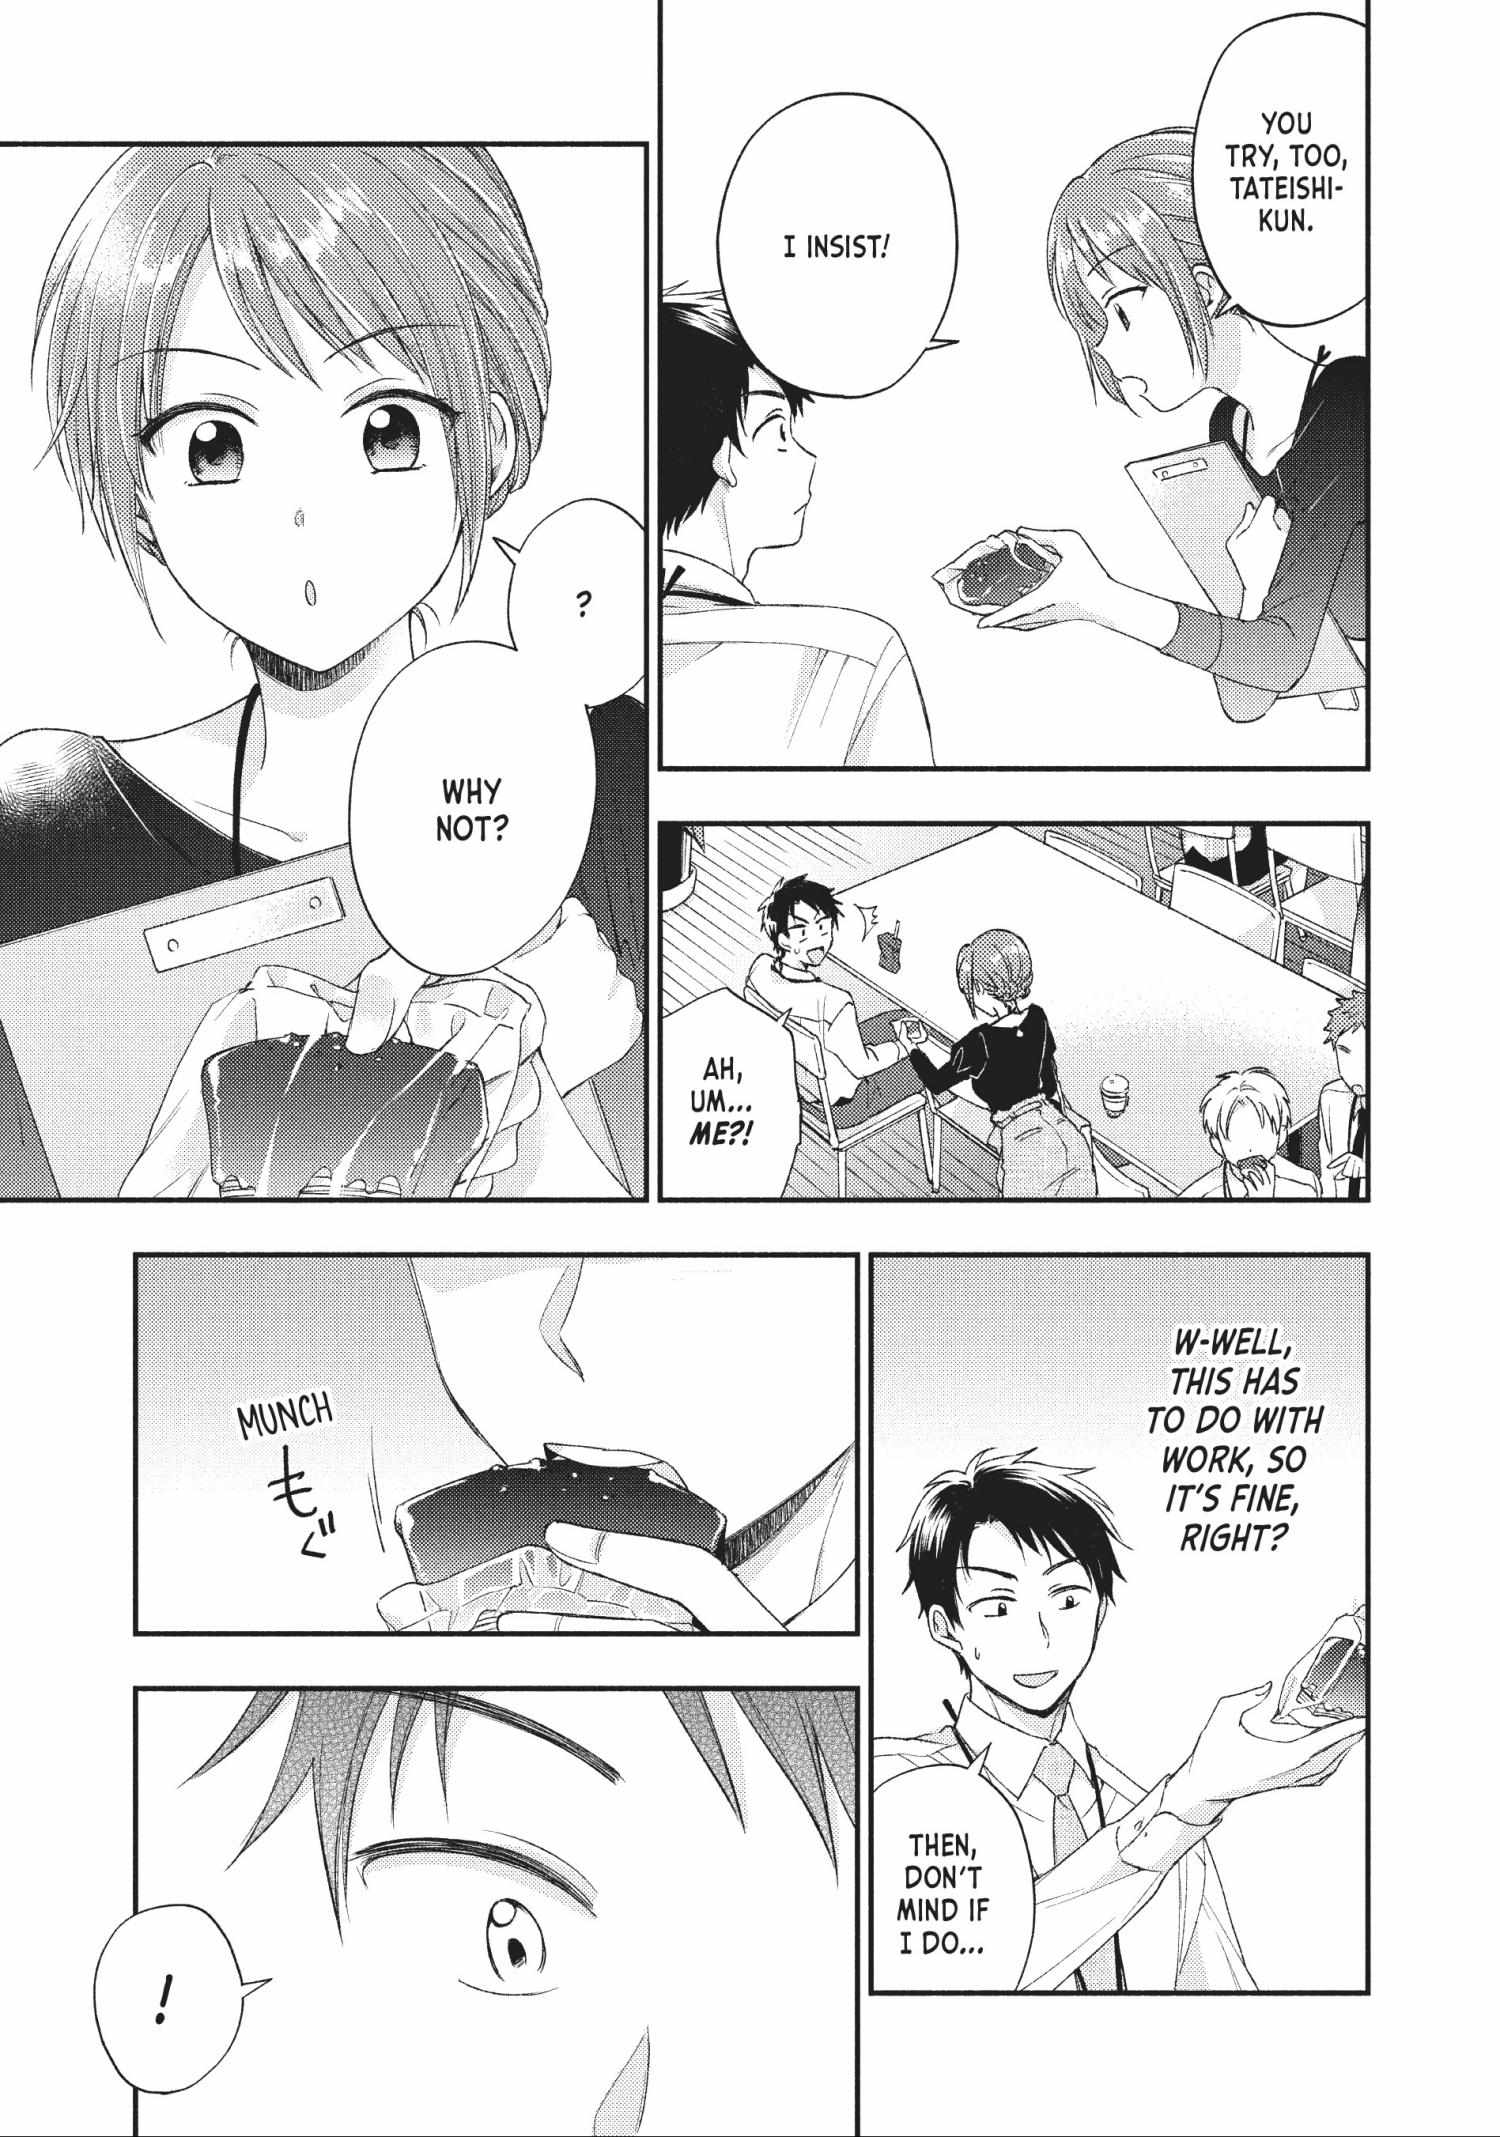 YOU
TRY, TOO,
TATEISHI-
KUN.
I INSIST!
AH,
UM...
ME?!
?
WHY
NOT?
W-WELL,
THIS HAS
TO DO WITH
WORK, SO
IT'S FINE,
RIGHT?
THEN,
DON'T
MIND IF
I DO...
MUNCH
もぐ
!